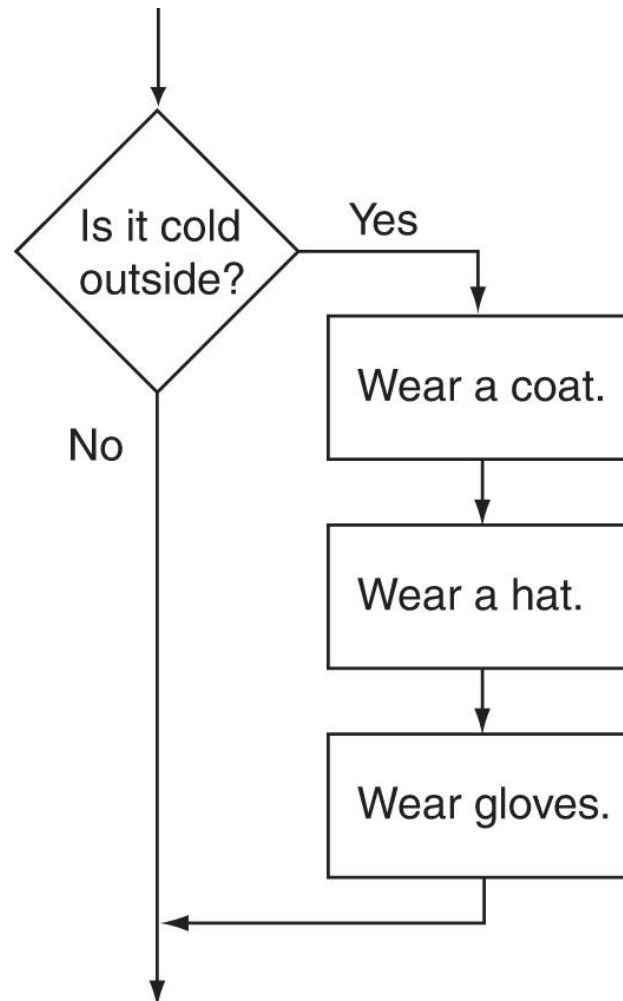 Is it cold
outside?
Yes
Wear a coat.
No
Wear a hat.
Wear gloves.